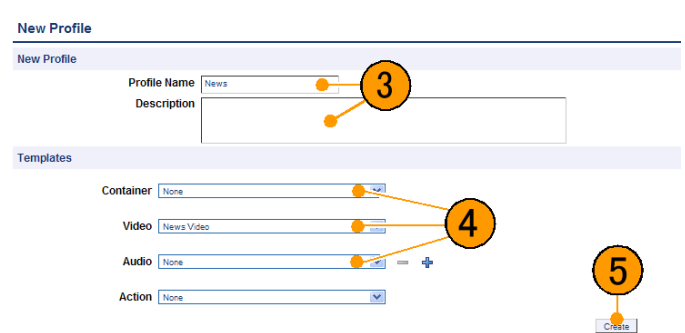 New Profile
New Profile
Profile Name News
3
Description
Templates
Container None
Video News Video
4
Audio None
5
Action None
Create